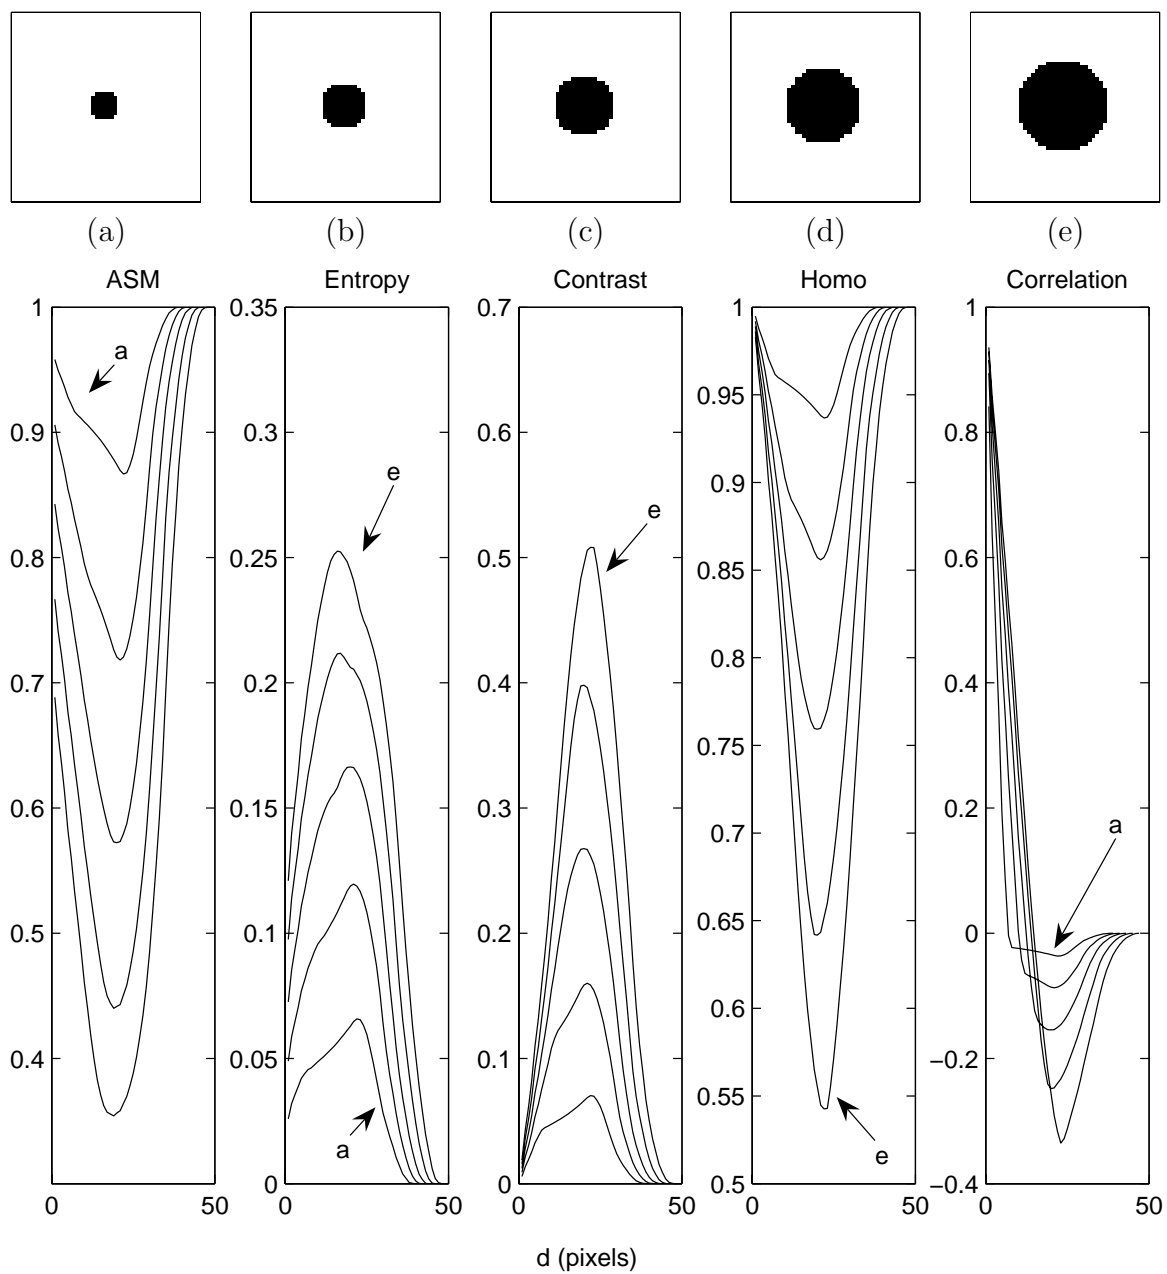 (a) (b) (c) (d) (e)
ASM Entropy Contrast Homo Correlation
1 0.35 0.7 1 1
a
0.9 0.3 0.6 0.95 0.8
e
e
0.9
0.8 0.25 0.5 0.85 0.6
0.8
0.7 0.2 0.4 0.75 0.4
0.6 0.15 0.3 0.7 0.2
a
0.65
0.5 0.1 0.2 0.6 0
0.4 0.05 0.1 0.55 −0.2
a
e
0 0 0.5 −0.4
0 50 0 50 0 50 0 50 0 50
d (pixels)